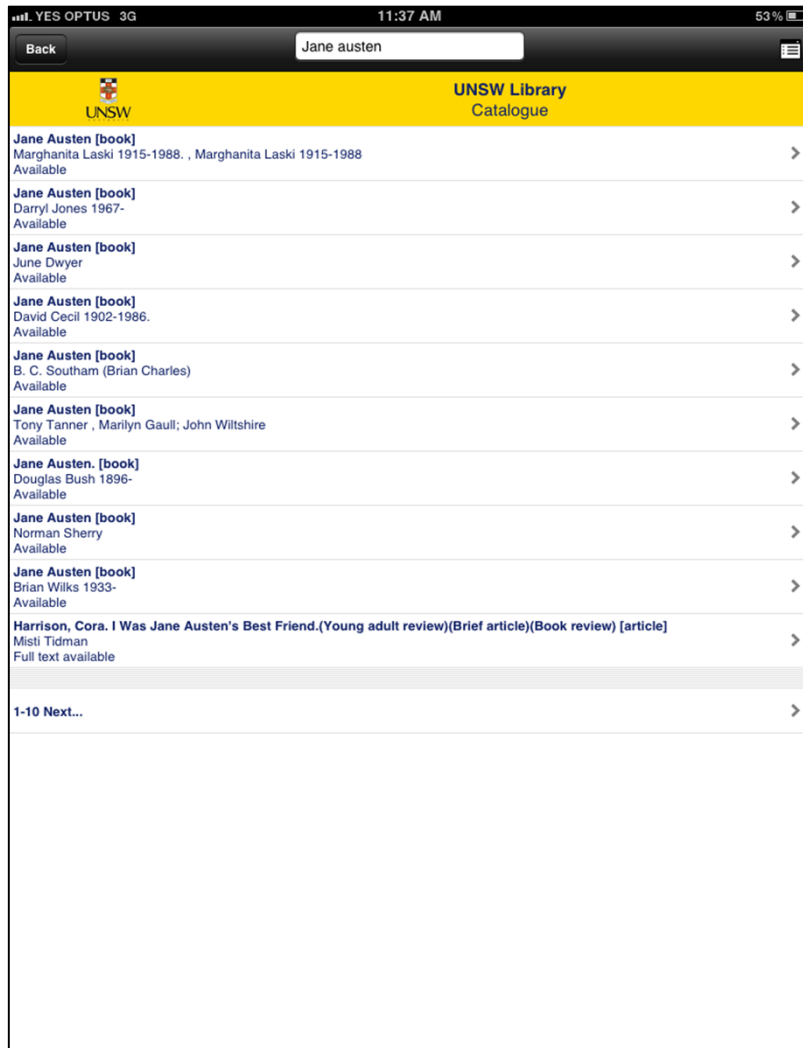 YES OPTUS 3G 11:37 AM 53%
Back Jane austen
UNSW UNSW Library
Catalogue
Jane Austen [book]
Marghanita Laski 1915-1988. , Marghanita Laski 1915-1988
Available
Jane Austen [book]
Darryl Jones 1967-
Available
Jane Austen [book]
June Dwyer
Available
Jane Austen [book]
David Cecil 1902-1986.
Available
Jane Austen [book]
B. C. Southam (Brian Charles)
Available
Jane Austen [book]
Tony Tanner , Marilyn Gaull; John Wiltshire
Available
Jane Austen. [book]
Douglas Bush 1896-
Available
Jane Austen [book]
Norman Sherry
Available
Jane Austen [book]
Brian Wilks 1933-
Available
Harrison, Cora. I Was Jane Austen's Best Friend.(Young adult review)(Brief article)(Book review) [article]
Misti Tidman
Full text available
1-10 Next...